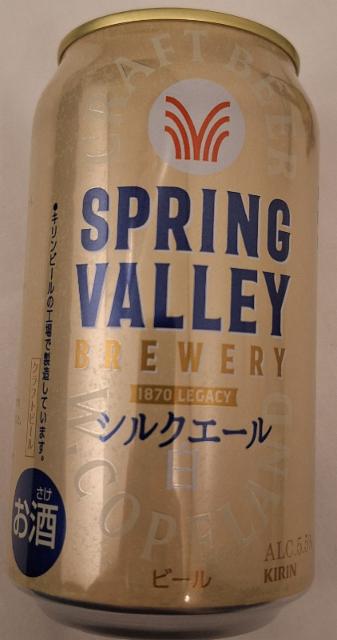 CRAFT BEER
SPRING
VALLEY
BREWERY
1870 LEGACY
シルクエール
白
W.COPELAND
●キリンビールの工場で製造しています。
クラフトビール
さけ
お酒
ALC.5.5%
KIRIN
ビール